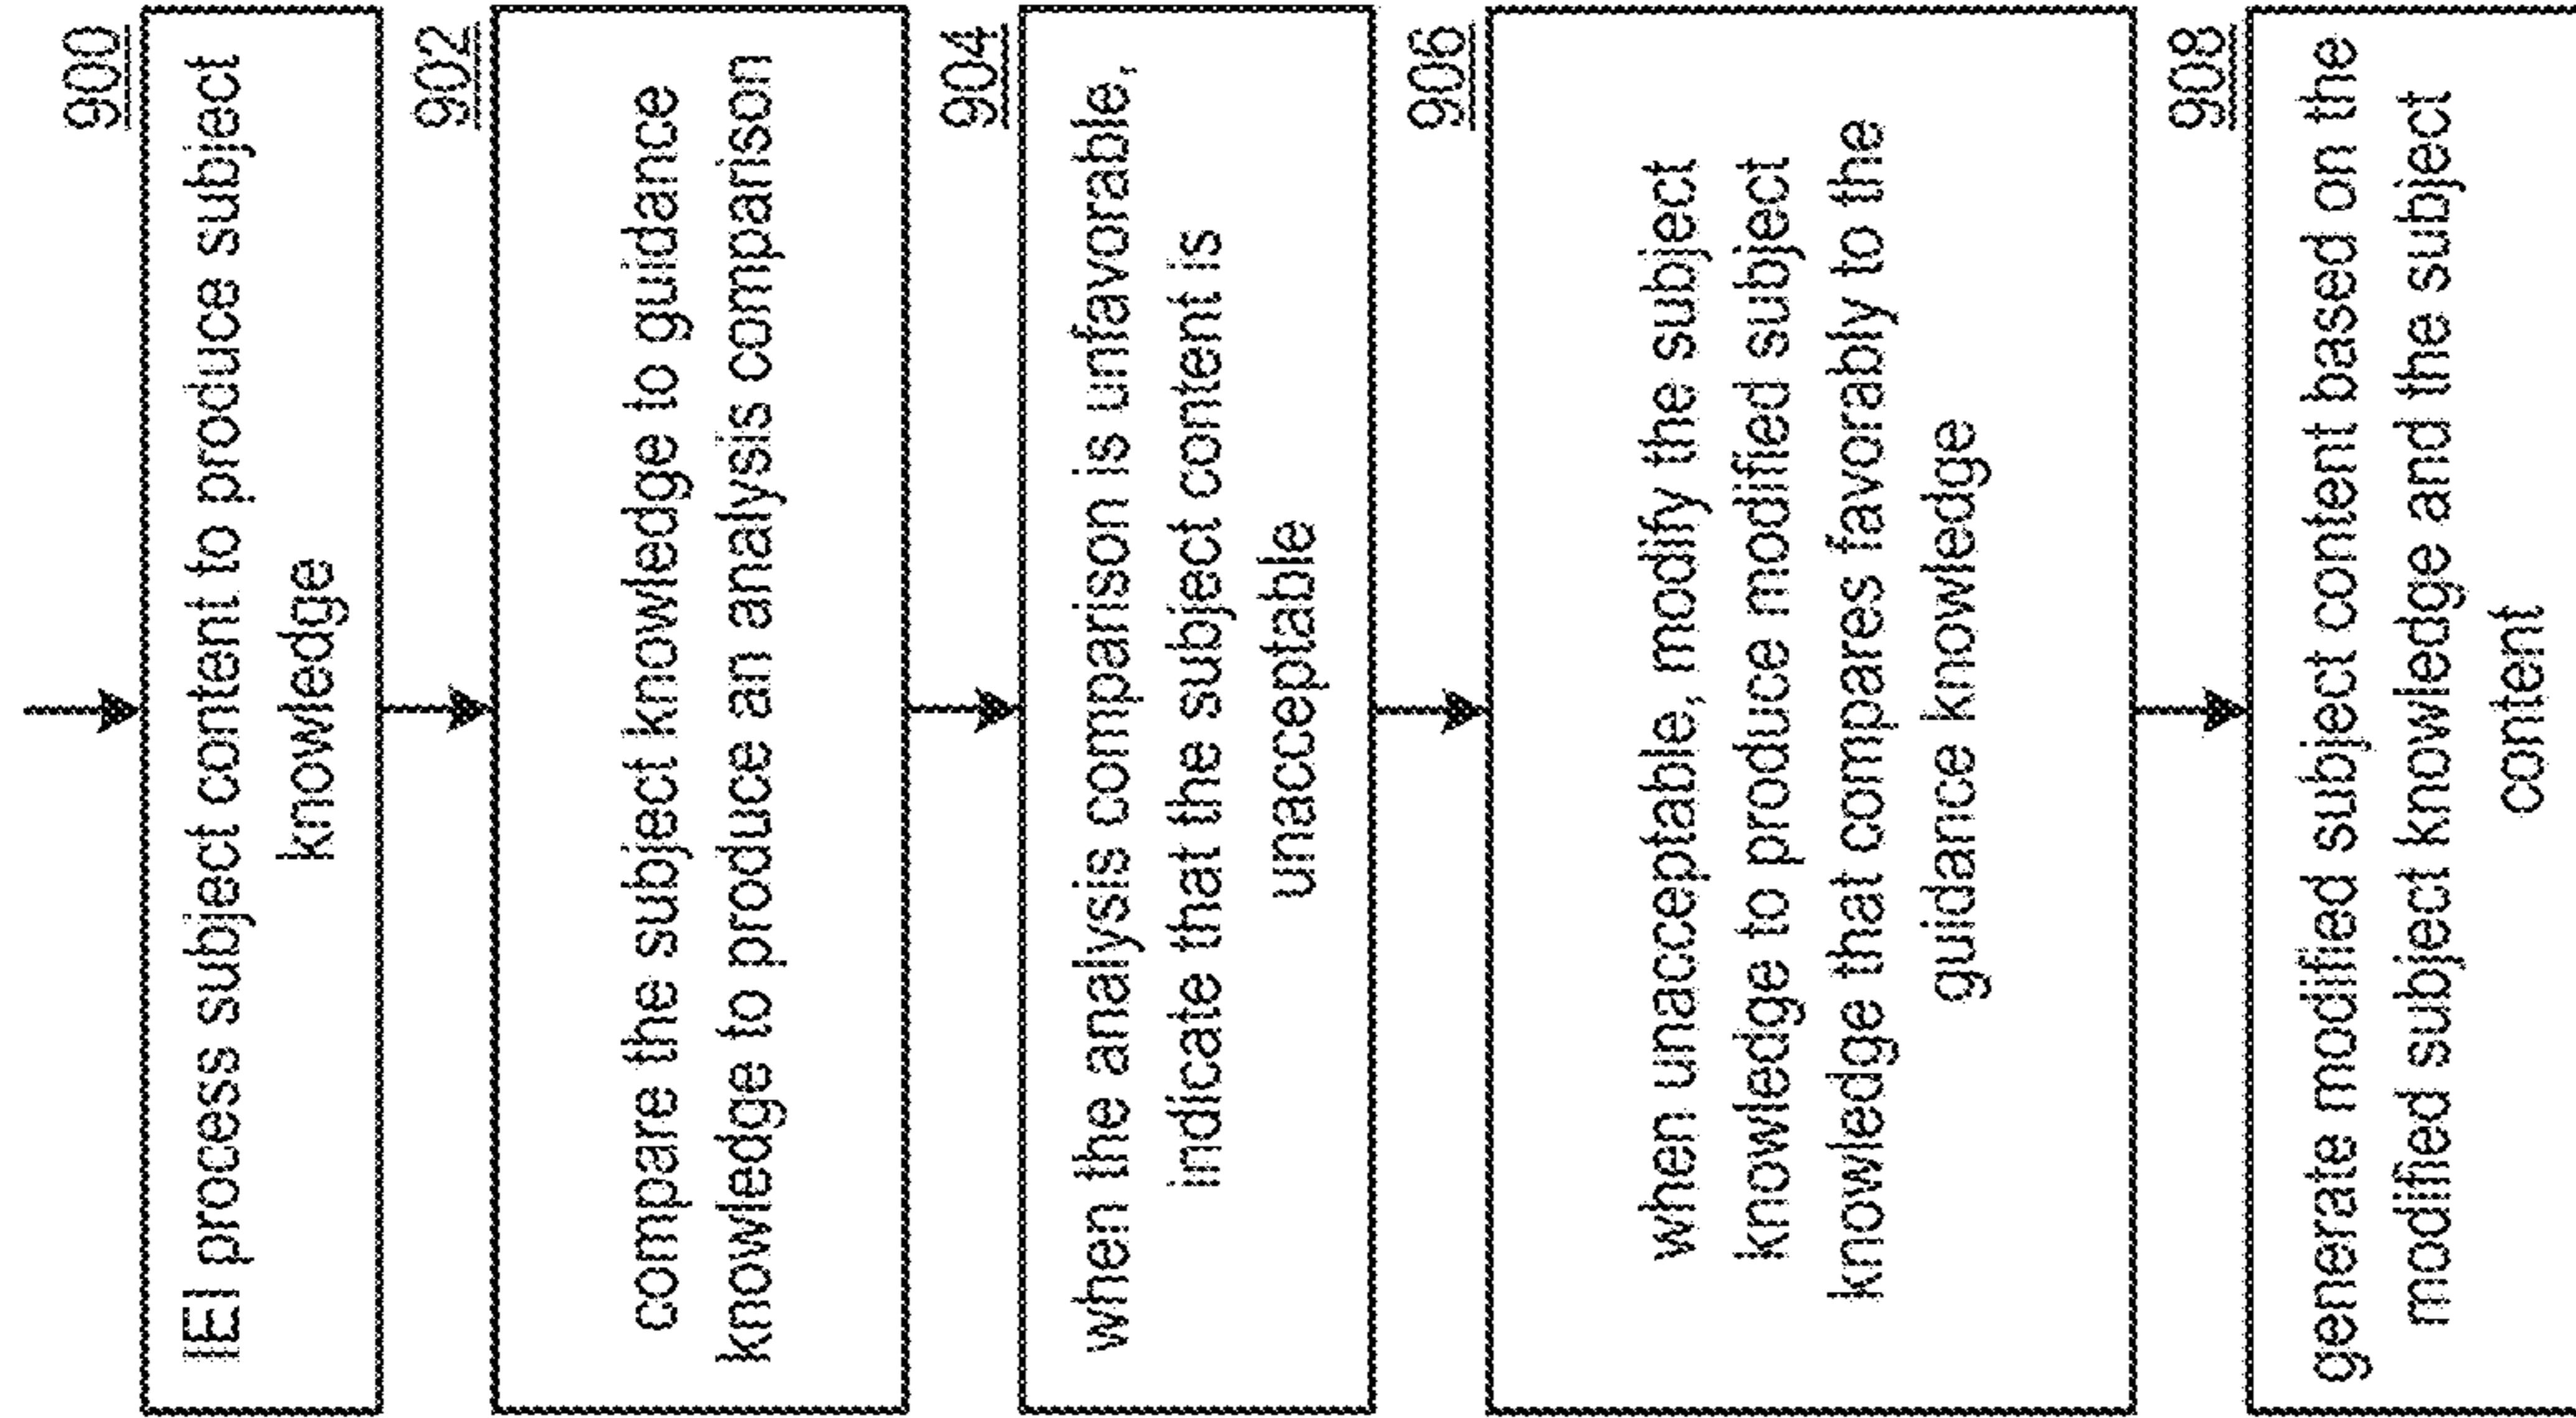 900
IEI process subject content to produce subject
knowledge
902
compare the subject knowledge to guidance
knowledge to produce an analysis comparison
904
when the analysis comparison is unfavorable,
indicate that the subject content is
unacceptable
906
when unacceptable, modify the subject
knowledge to produce modified subject
knowledge that compares favorably to the
guidance knowledge
908
generate modified subject content based on the
modified subject knowledge and the subject
content